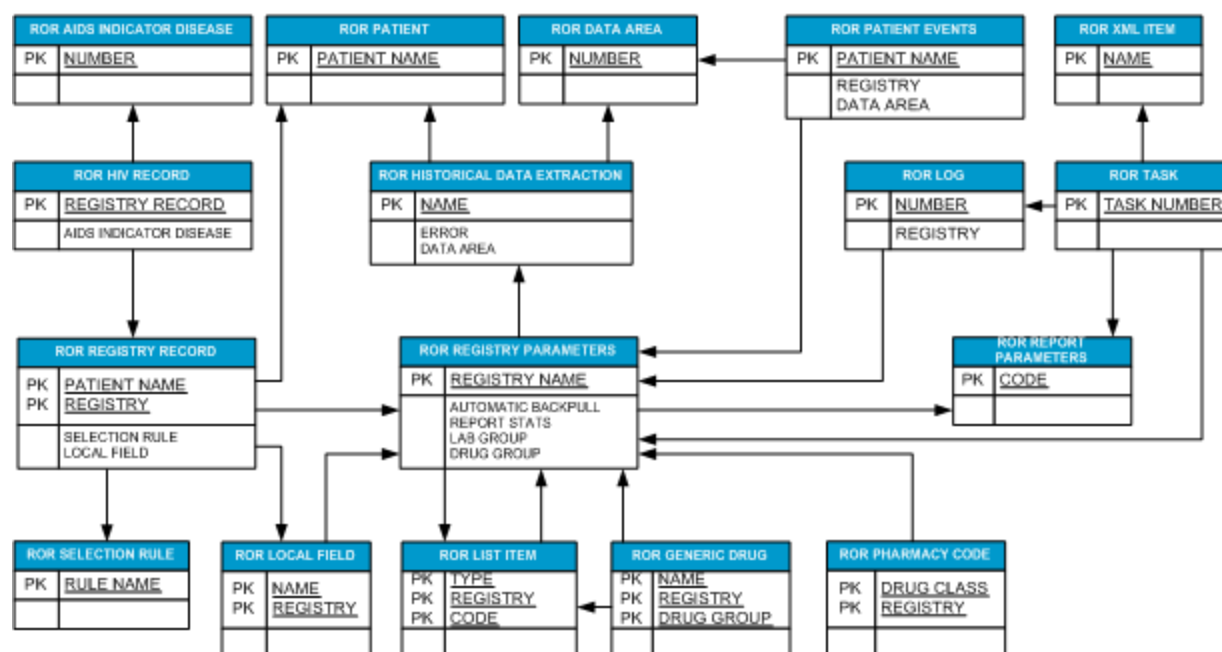 ROR AIDS INDICATOR DISEASE
PK NUMBER
ROR PATIENT
PK PATIENT NAME
ROR DATA AREA
PK NUMBER
ROR PATIENT EVENTS
PK PATIENT NAME
REGISTRY
DATA AREA
ROR XML ITEM
PK NAME
ROR HIV RECORD
PK REGISTRY RECORD
AIDS INDICATOR DISEASE
ROR HISTORICAL DATA EXTRACTION
PK NAME
ERROR
DATA AREA
ROR LOG
PK NUMBER
REGISTRY
ROR TASK
PK TASK NUMBER
ROR REGISTRY RECORD
PK PATIENT NAME
PK REGISTRY
SELECTION RULE
LOCAL FIELD
ROR REGISTRY PARAMETERS
PK REGISTRY NAME
AUTOMATIC BACKPULL
REPORT STATS
LAB GROUP
DRUG GROUP
ROR REPORT
PARAMETERS
PK CODE
ROR SELECTION RULE
PK RULE NAME
ROR LOCAL FIELD
PK NAME
PK REGISTRY
ROR LIST ITEM
PK TYPE
PK REGISTRY
PK CODE
ROR GENERIC DRUG
PK NAME
PK REGISTRY
PK DRUG GROUP
ROR PHARMACY CODE
PK DRUG CLASS
PK REGISTRY